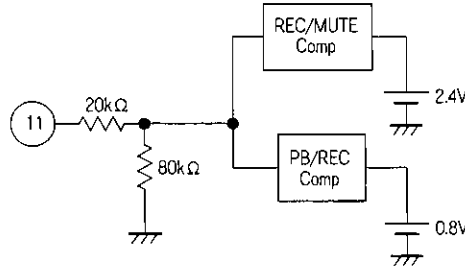 REC/MUTE
Comp
2.4V
11
20kΩ
80kΩ
PB/REC
Comp
0.8V